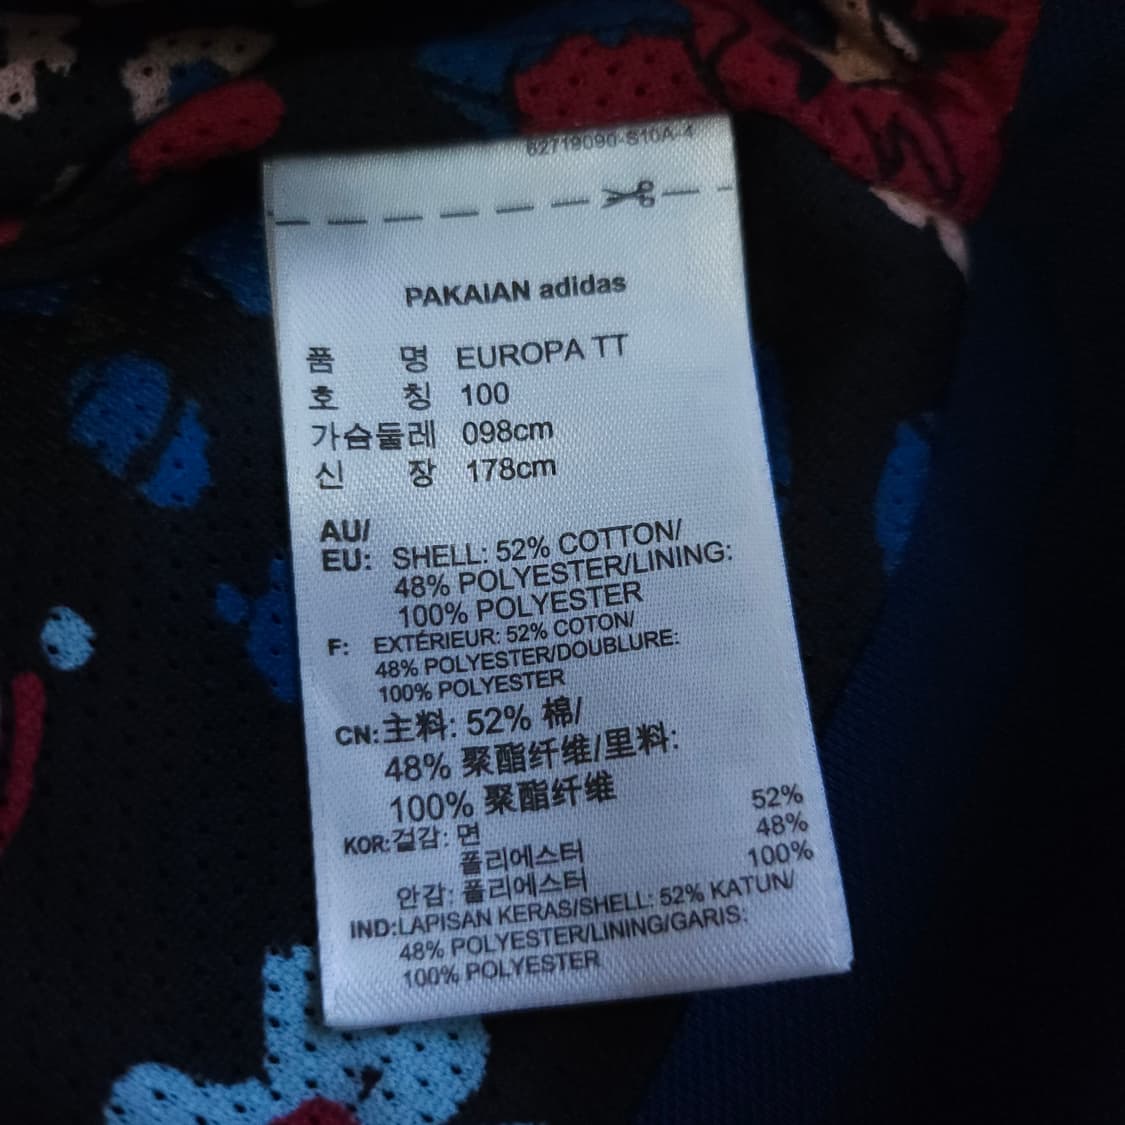 62719090-S10A-4
PAKAIAN adidas
품 명 EUROPA TT
호 칭 100
가슴둘레 098cm
신 장 178cm
AU/
EU: SHELL: 52% COTTON/
48% POLYESTER/LINING:
100% POLYESTER
F: EXTÉRIEUR: 52% COTON/
48% POLYESTER/DOUBLURE:
100% POLYESTER
CN:主料: 52% 棉/
48% 聚酯纤维/里料:
100% 聚酯纤维
KOR:걸감: 면 52%
폴리에스터 48%
안감: 폴리에스터 100%
IND:LAPISAN KERAS/SHELL: 52% KATUN/
48% POLYESTER/LINING/GARIS:
100% POLYESTER